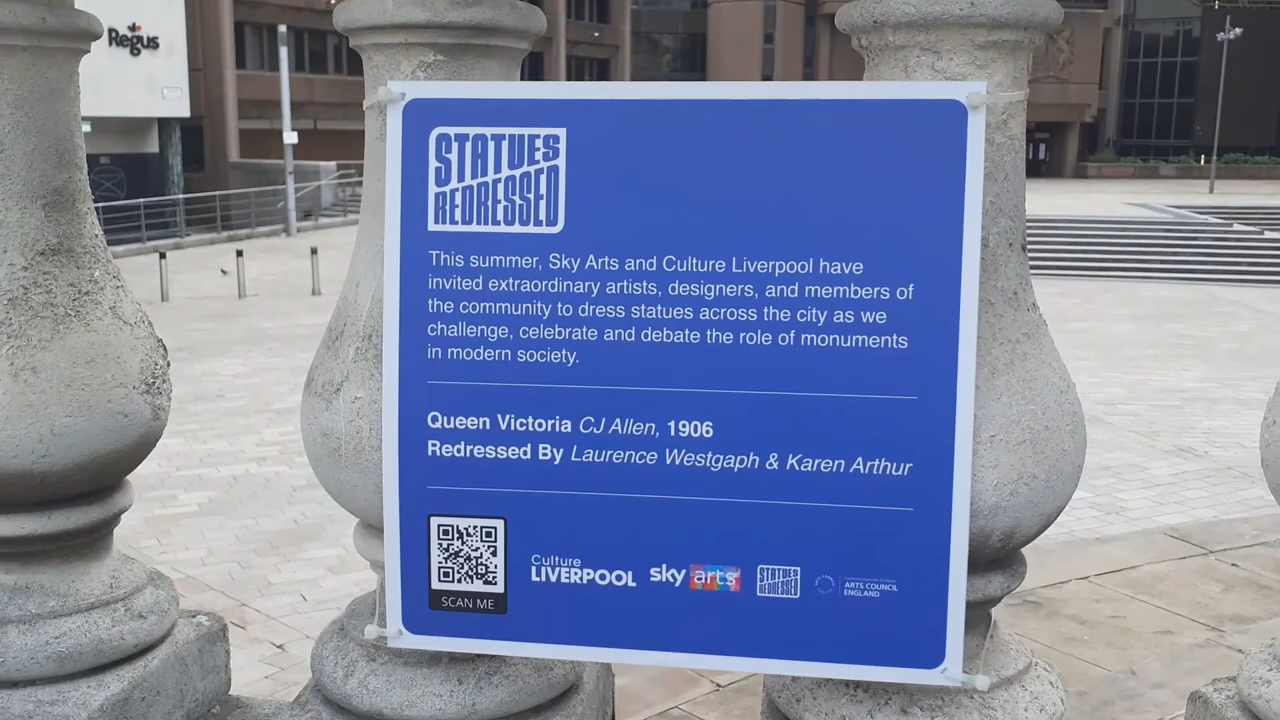 Regus
STATUES
REDRESSED
This summer, Sky Arts and Culture Liverpool have
invited extraordinary artists, designers, and members of
the community to dress statues across the city as we
challenge, celebrate and debate the role of monuments
in modern society.
Queen Victoria CJ Allen, 1906
Redressed By Laurence Westgaph & Karen Arthur
SCAN ME
Culture
LIVERPOOL
sky arts
STATUES
REDRESSED
ARTS COUNCIL
ENGLAND